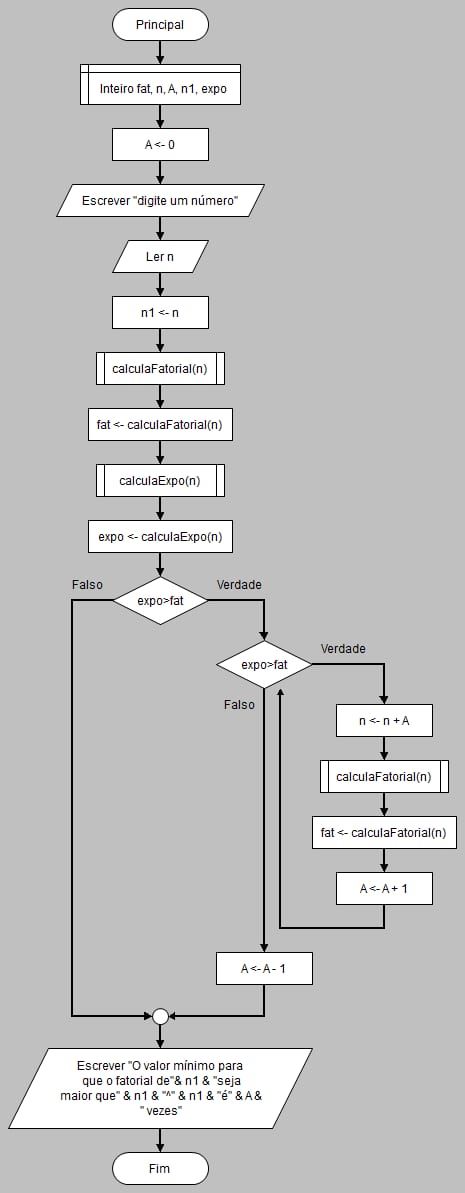 Principal
Inteiro fat, n, A, n1, expo
A <- 0
Escrever "digite um número"
Ler n
n1 <- n
calculaFatorial(n)
fat <- calculaFatorial(n)
calculaExpo(n)
expo <- calculaExpo(n)
Falso
Verdade
expo>fat
Verdade
expo>fat
Falso
n <- n + A
calculaFatorial(n)
fat <- calculaFatorial(n)
A <- A + 1
A <- A - 1
Escrever "O valor mínimo para
que o fatorial de"& n1 & "seja
maior que" & n1 & "^" & n1 & "é" & A &
" vezes"
Fim